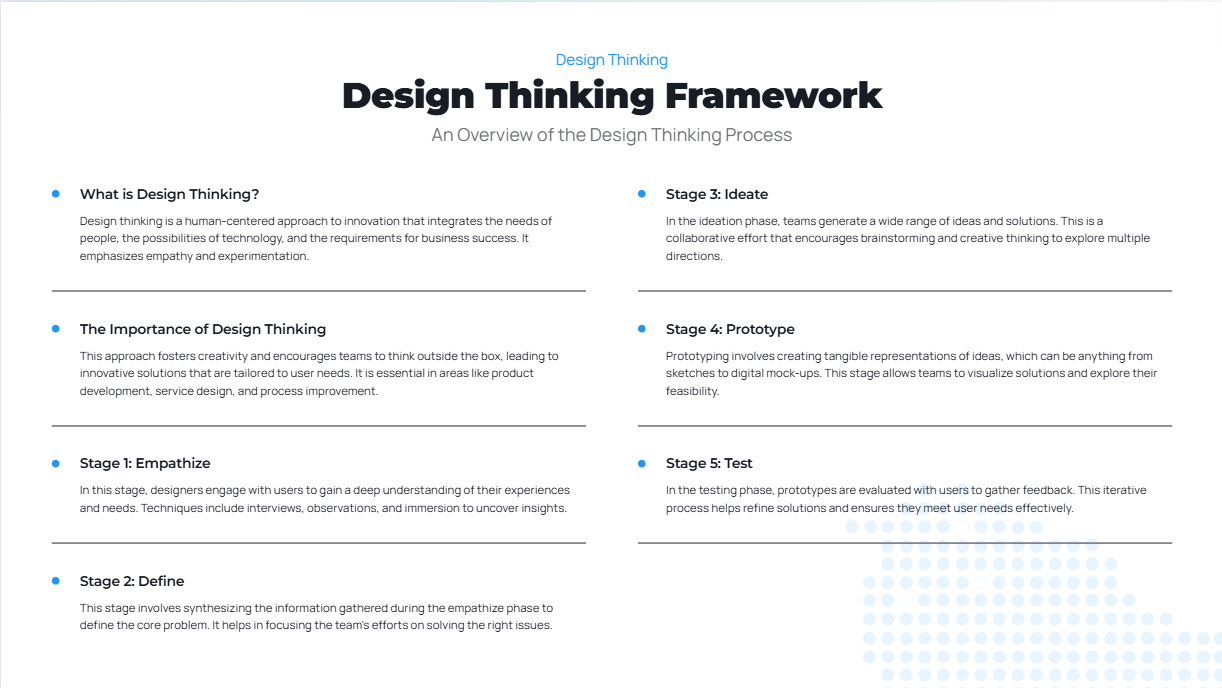 Design Thinking
Design Thinking Framework
An Overview of the Design Thinking Process
What is Design Thinking?
Design thinking is a human-centered approach to innovation that integrates the needs of
people, the possibilities of technology, and the requirements for business success. It
emphasizes empathy and experimentation.
The Importance of Design Thinking
This approach fosters creativity and encourages teams to think outside the box, leading to
innovative solutions that are tailored to user needs. It is essential in areas like product
development, service design, and process improvement.
Stage 1: Empathize
In this stage, designers engage with users to gain a deep understanding of their experiences
and needs. Techniques include interviews, observations, and immersion to uncover insights.
Stage 2: Define
This stage involves synthesizing the information gathered during the empathize phase to
define the core problem. It helps in focusing the team's efforts on solving the right issues.
Stage 3: Ideate
In the ideation phase, teams generate a wide range of ideas and solutions. This is a
collaborative effort that encourages brainstorming and creative thinking to explore multiple
directions.
Stage 4: Prototype
Prototyping involves creating tangible representations of ideas, which can be anything from
sketches to digital mock-ups. This stage allows teams to visualize solutions and explore their
feasibility.
Stage 5: Test
In the testing phase, prototypes are evaluated with users to gather feedback. This iterative
process helps refine solutions and ensures they meet user needs effectively.